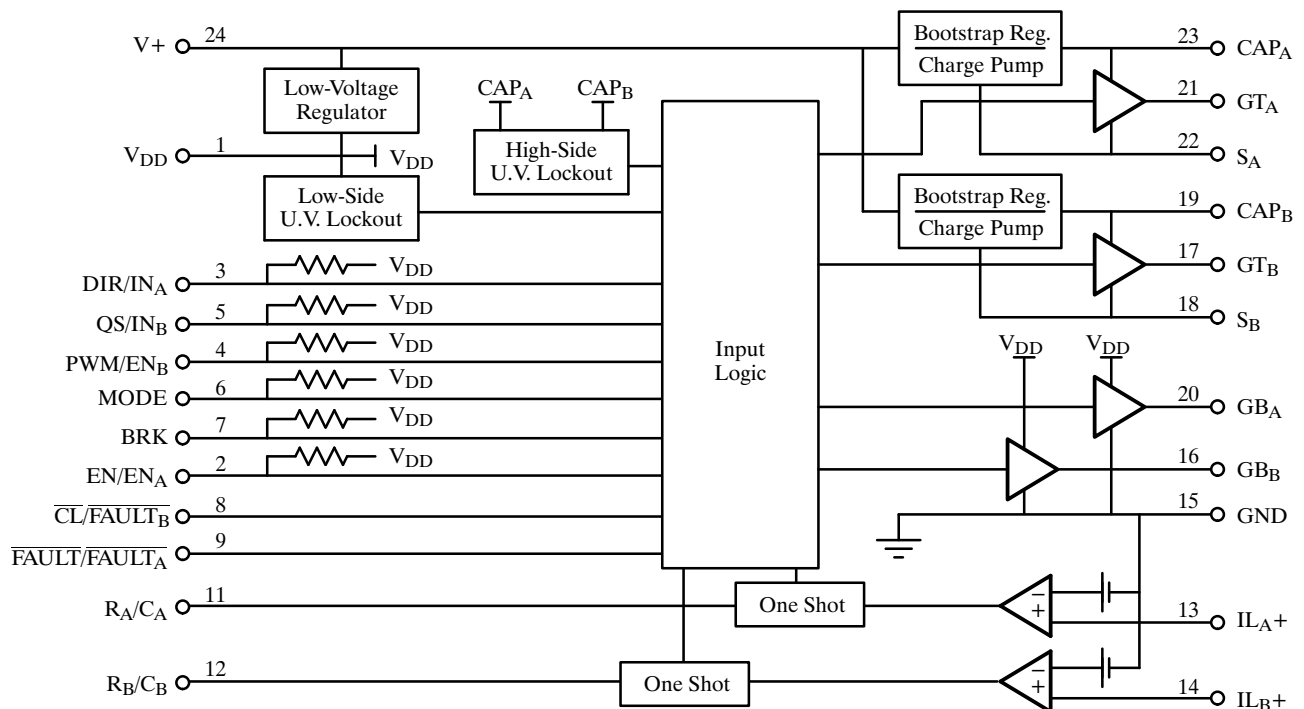 V+ 24
Low-Voltage
Regulator
VDD 1
VDD
Low-Side
U.V. Lockout
CAPA
CAPB
High-Side
U.V. Lockout
DIR/INA 3
VDD
QS/INB 5
VDD
PWM/ENB 4
VDD
MODE 6
VDD
BRK 7
VDD
EN/ENA 2
VDD
CL/FAULTB 8
FAULT/FAULTA 9
RA/CA 11
RB/CB 12
Input
Logic
One Shot
One Shot
Bootstrap Reg.
Charge Pump
23 CAPA
21 GTA
22 SA
Bootstrap Reg.
Charge Pump
19 CAPB
17 GTB
18 SB
VDD
VDD
20 GBA
16 GBB
15 GND
−
+
13 ILA+
−
+
14 ILB+